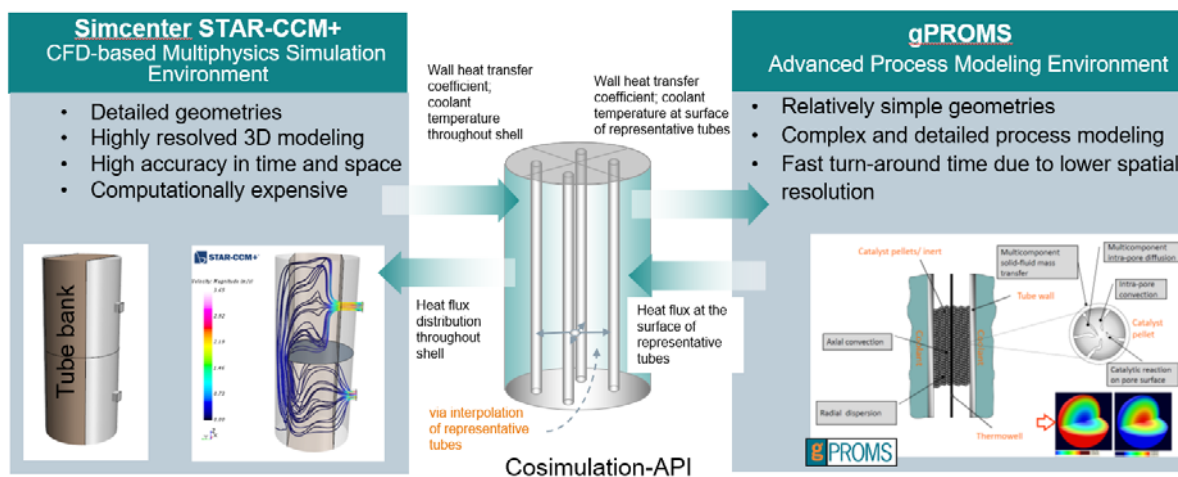 Simcenter STAR-CCM+
CFD-based Multiphysics Simulation
Environment
• Detailed geometries
• Highly resolved 3D modeling
• High accuracy in time and space
• Computationally expensive
Tube bank
STAR-CCM+
Velocity: Magnitude (m/s)
Wall heat transfer
coefficient;
coolant
temperature
throughout shell
Wall heat transfer
coefficient; coolant
temperature at surface
of representative tubes
Heat flux
distribution
throughout
shell
Heat flux at the
surface of
representative
tubes
via interpolation
of representative
tubes
Cosimulation-API
gPROMS
Advanced Process Modeling Environment
• Relatively simple geometries
• Complex and detailed process modeling
• Fast turn-around time due to lower spatial
resolution
Catalyst pellets/ inert
Multicomponent
solid-fluid mass
transfer
Multicomponent
intra-pore diffusion
Intra-pore
convection
Tube wall
Catalyst
pellet
Axial convection
Catalytic reaction
on pore surface
Radial dispersion
Thermowell
gPROMS